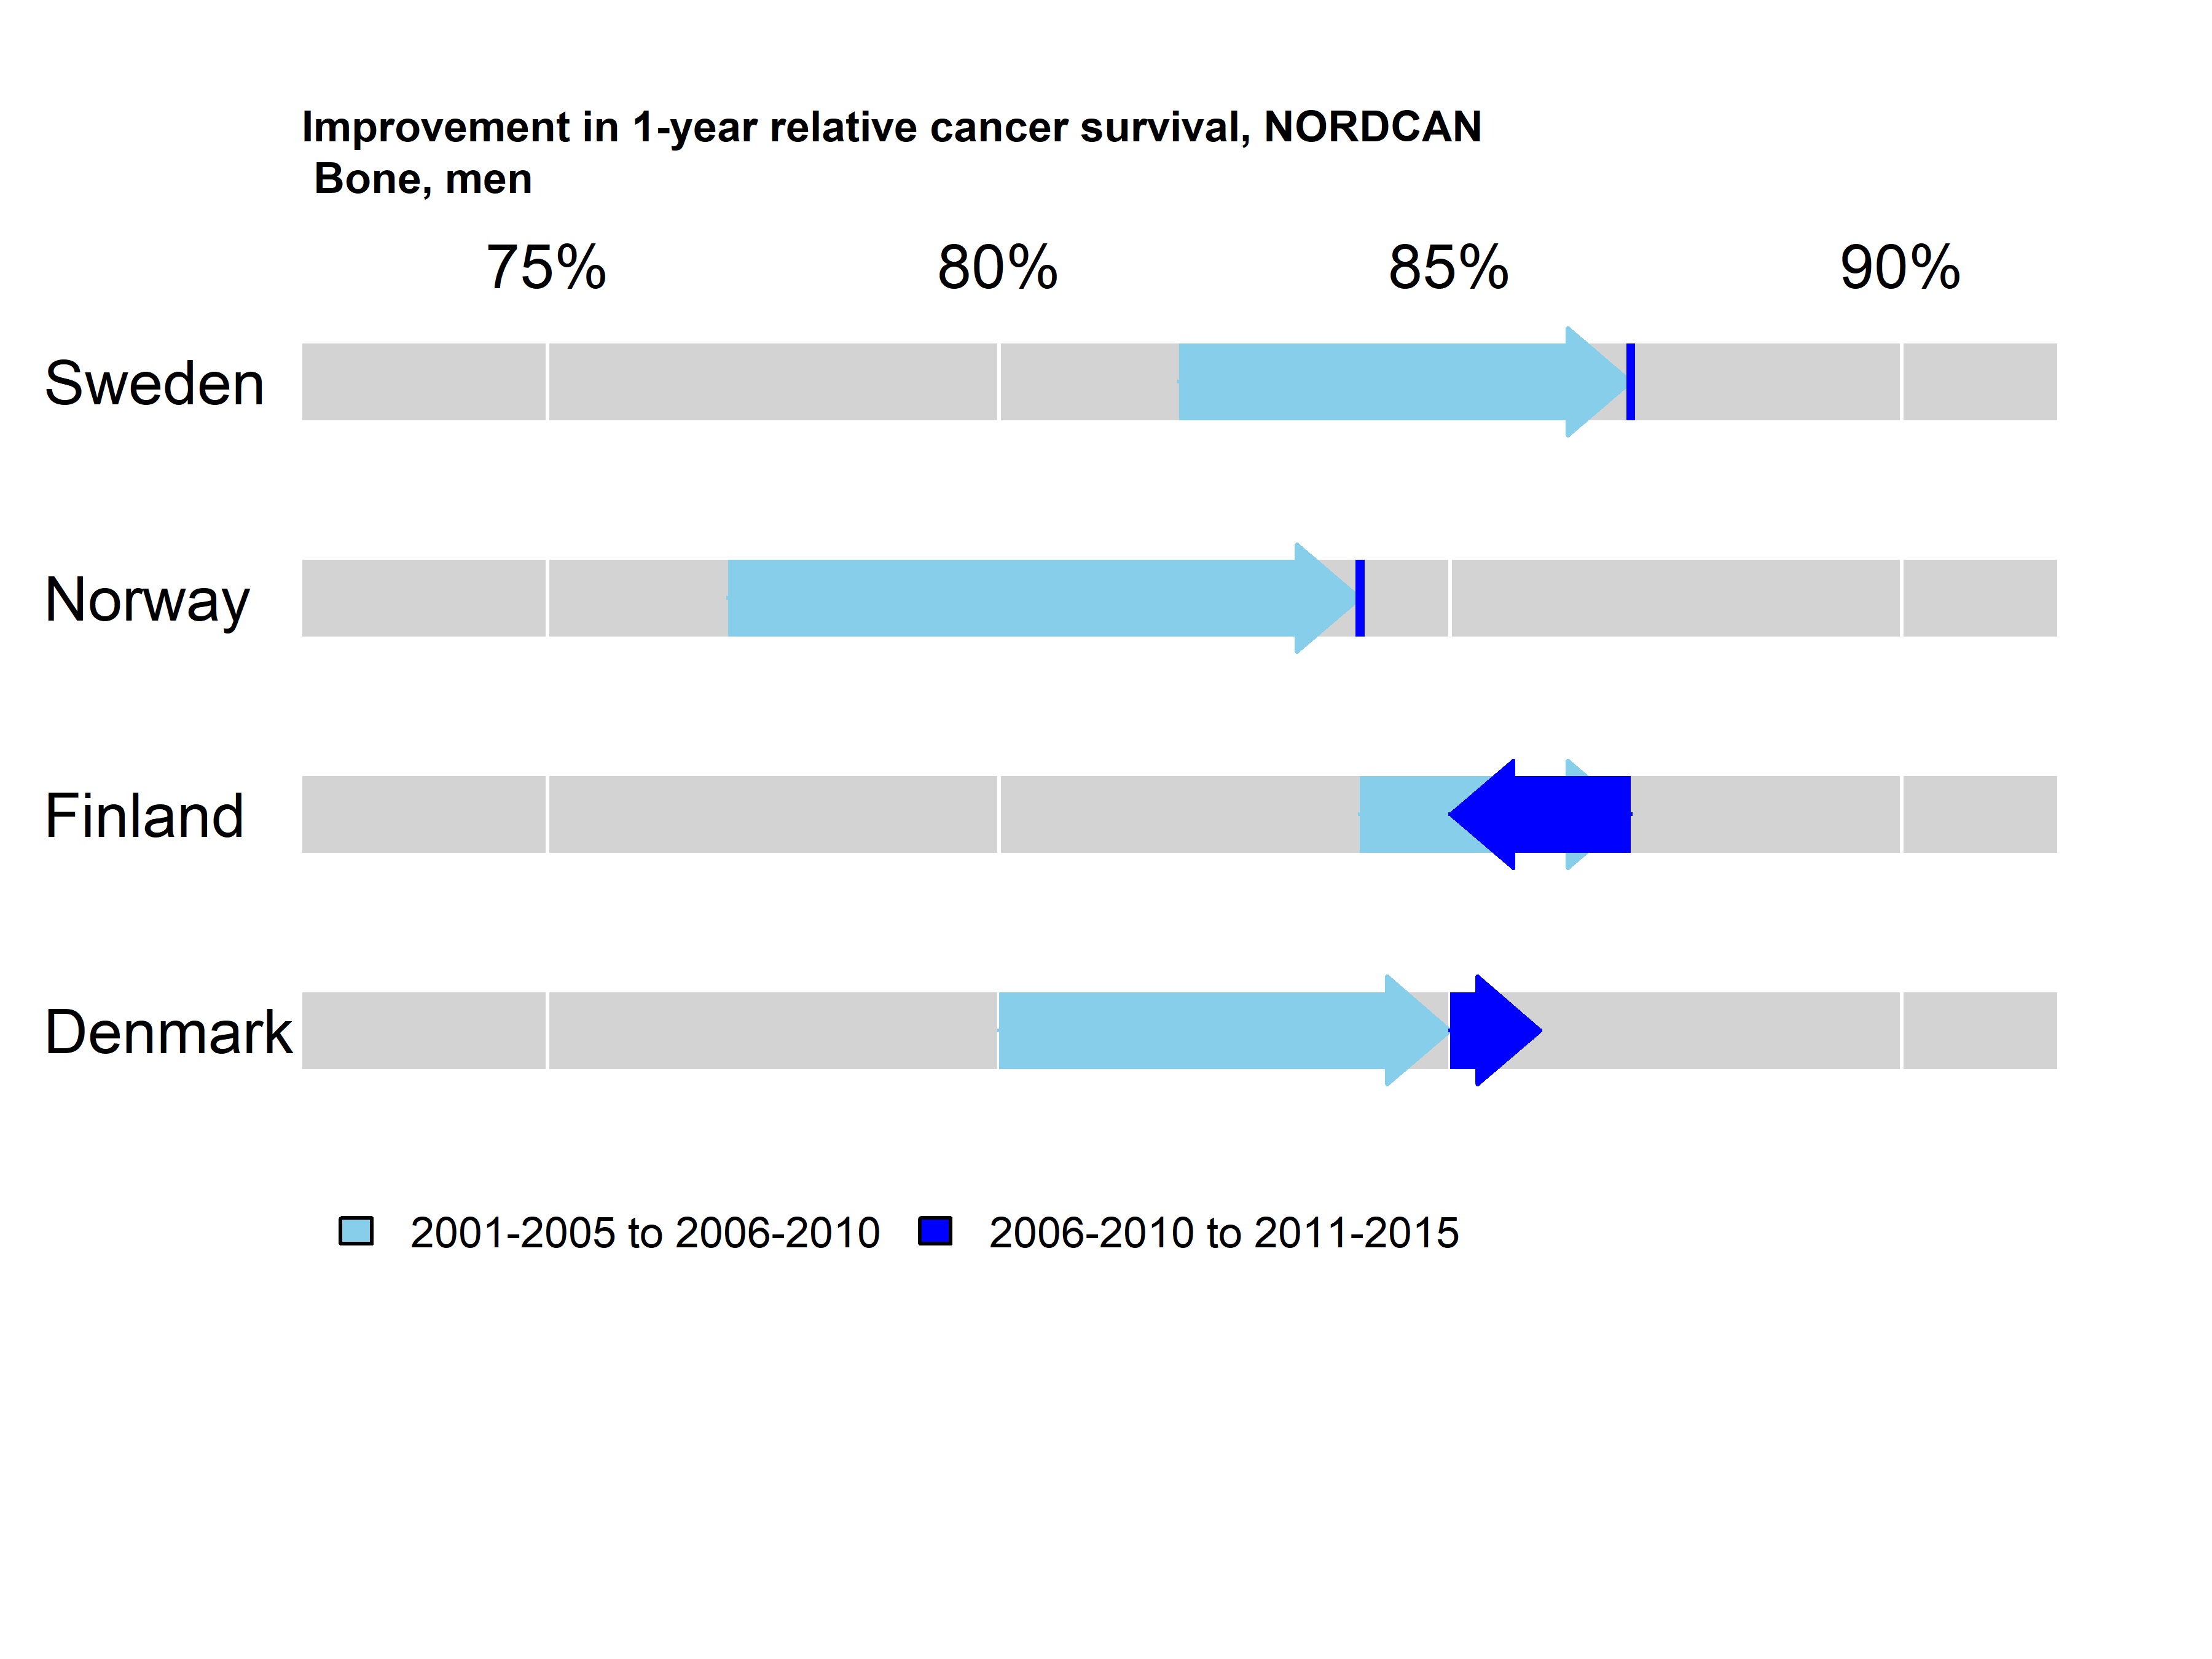 Improvement in 1-year relative cancer survival, NORDCAN
Bone, men
75% 80% 85% 90%
Sweden
Norway
Finland
Denmark
2001-2005 to 2006-2010 2006-2010 to 2011-2015